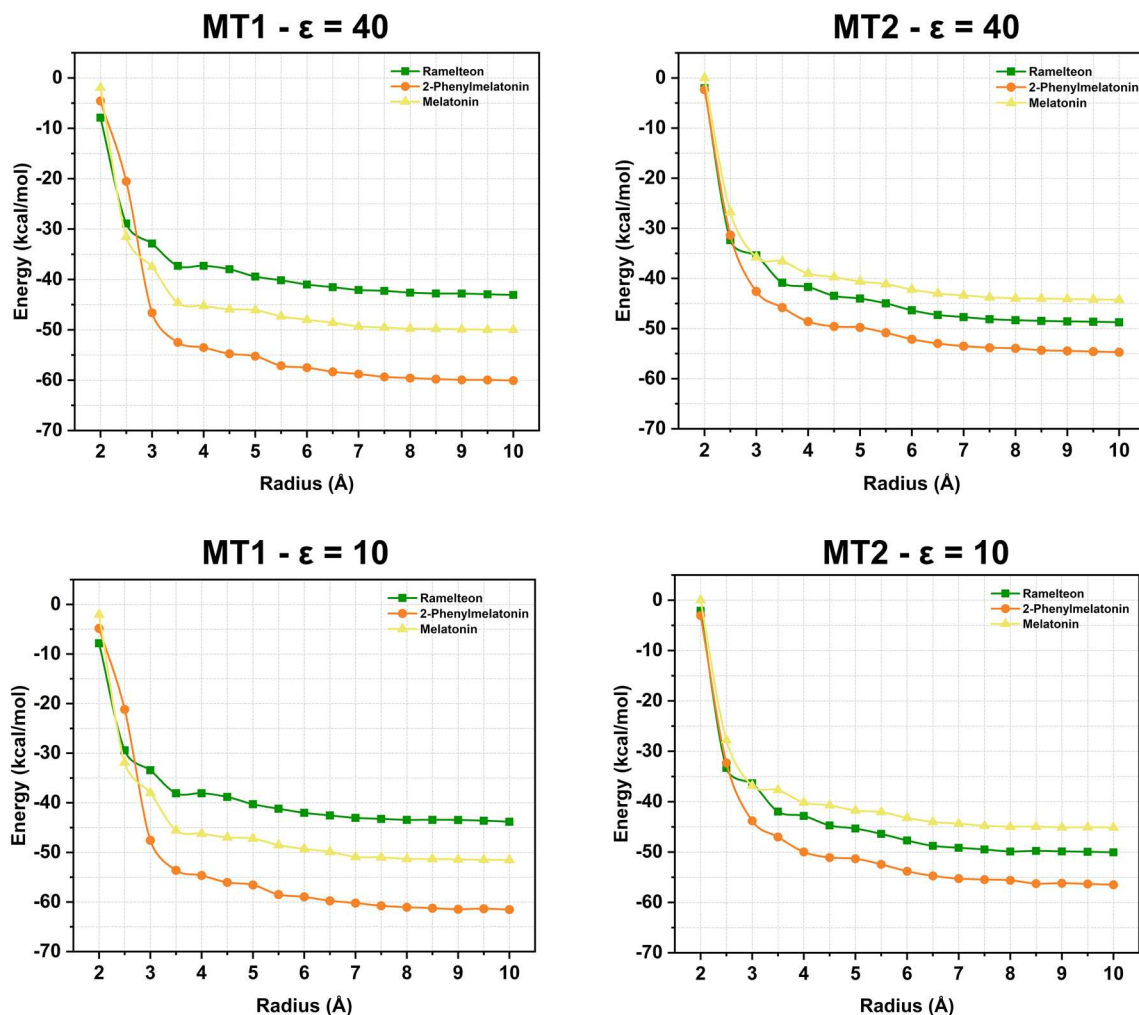 MT1 - ε = 40
Energy (kcal/mol)
0
-10
-20
-30
-40
-50
-60
-70
Ramelteon
2-Phenylmelatonin
Melatonin
2 3 4 5 6 7 8 9 10
Radius (Å)
MT2 - ε = 40
Energy (kcal/mol)
0
-10
-20
-30
-40
-50
-60
-70
Ramelteon
2-Phenylmelatonin
Melatonin
2 3 4 5 6 7 8 9 10
Radius (Å)
MT1 - ε = 10
Energy (kcal/mol)
0
-10
-20
-30
-40
-50
-60
-70
Ramelteon
2-Phenylmelatonin
Melatonin
2 3 4 5 6 7 8 9 10
Radius (Å)
MT2 - ε = 10
Energy (kcal/mol)
0
-10
-20
-30
-40
-50
-60
-70
Ramelteon
2-Phenylmelatonin
Melatonin
2 3 4 5 6 7 8 9 10
Radius (Å)